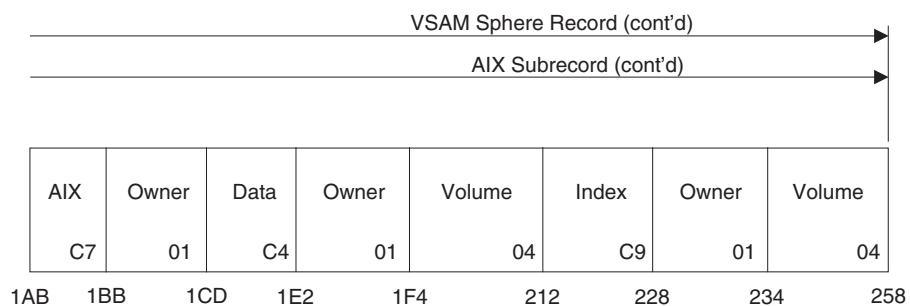 VSAM Sphere Record (cont'd)
AIX Subrecord (cont'd)
AIX Owner Data Owner Volume Index Owner Volume
C7 01 C4 01 04 C9 01 04
1AB 1BB 1CD 1E2 1F4 212 228 234 258